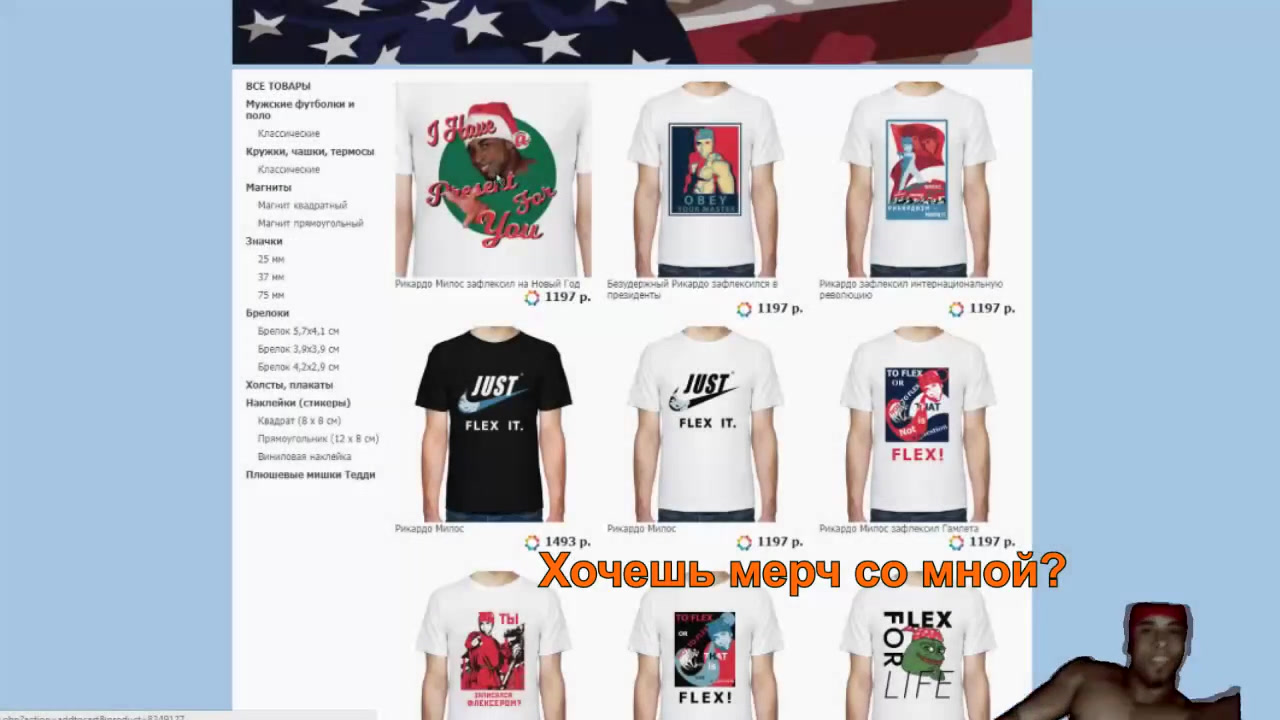 ВСЕ ТОВАРЫ
Мужские футболки и
поло
Классические
Кружки, чашки, термосы
Классические
Магниты
Магнит квадратный
Магнит прямоугольный
Значки
25 мм
37 мм
75 мм
Брелоки
Брелок 5,7x4,1 см
Брелок 3,9x3,9 см
Брелок 4,2x2,9 см
Холсты, плакаты
Наклейки (стикеры)
Квадрат (8 x 8 см)
Прямоугольник (12 x 8 см)
Виниловая наклейка
Плюшевые мишки Тедди
I Have
a
Present For
You
Рикардо Милос зафлексил на Новый Год
1197 р.
OBEY
YOUR MASTER
Безудержный Рикардо зафлексился в
президенты
1197 р.
Рикардо зафлексил интернациональную
революцию
1197 р.
JUST
FLEX IT.
Рикардо Милос
1493 р.
JUST
FLEX IT.
Рикардо Милос
1197 р.
TO FLEX
OR
THAT
is
Not
FLEX!
Рикардо Милос зафлексил Гамлета
1197 р.
Хочешь мерч со мной?
ТЫ
ЗАПИСАЛСЯ
ФЛЕКСЕРОМ?
TO FLEX
OR
THAT
is
FLEX!
FLEX
FOR
LIFE